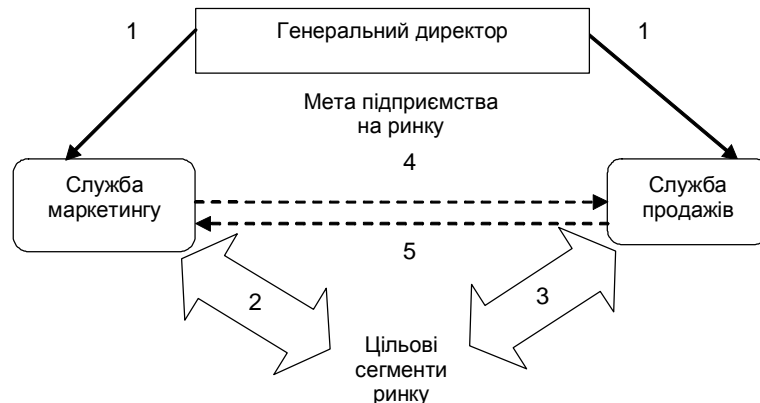 1
Генеральний директор
1
Мета підприємства
на ринку
4
Служба
маркетингу
Служба
продажів
5
2
3
Цільові
сегменти
ринку